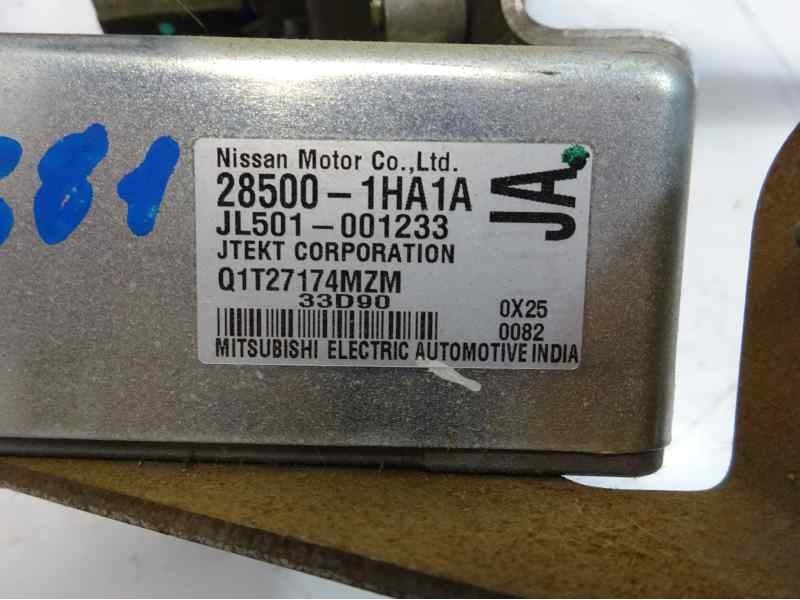 881
Nissan Motor Co.,Ltd.
28500-1HA1A
JA
JL501-001233
JTEKT CORPORATION
Q1T27174MZM
33D90
0X25
0082
MITSUBISHI ELECTRIC AUTOMOTIVE INDIA